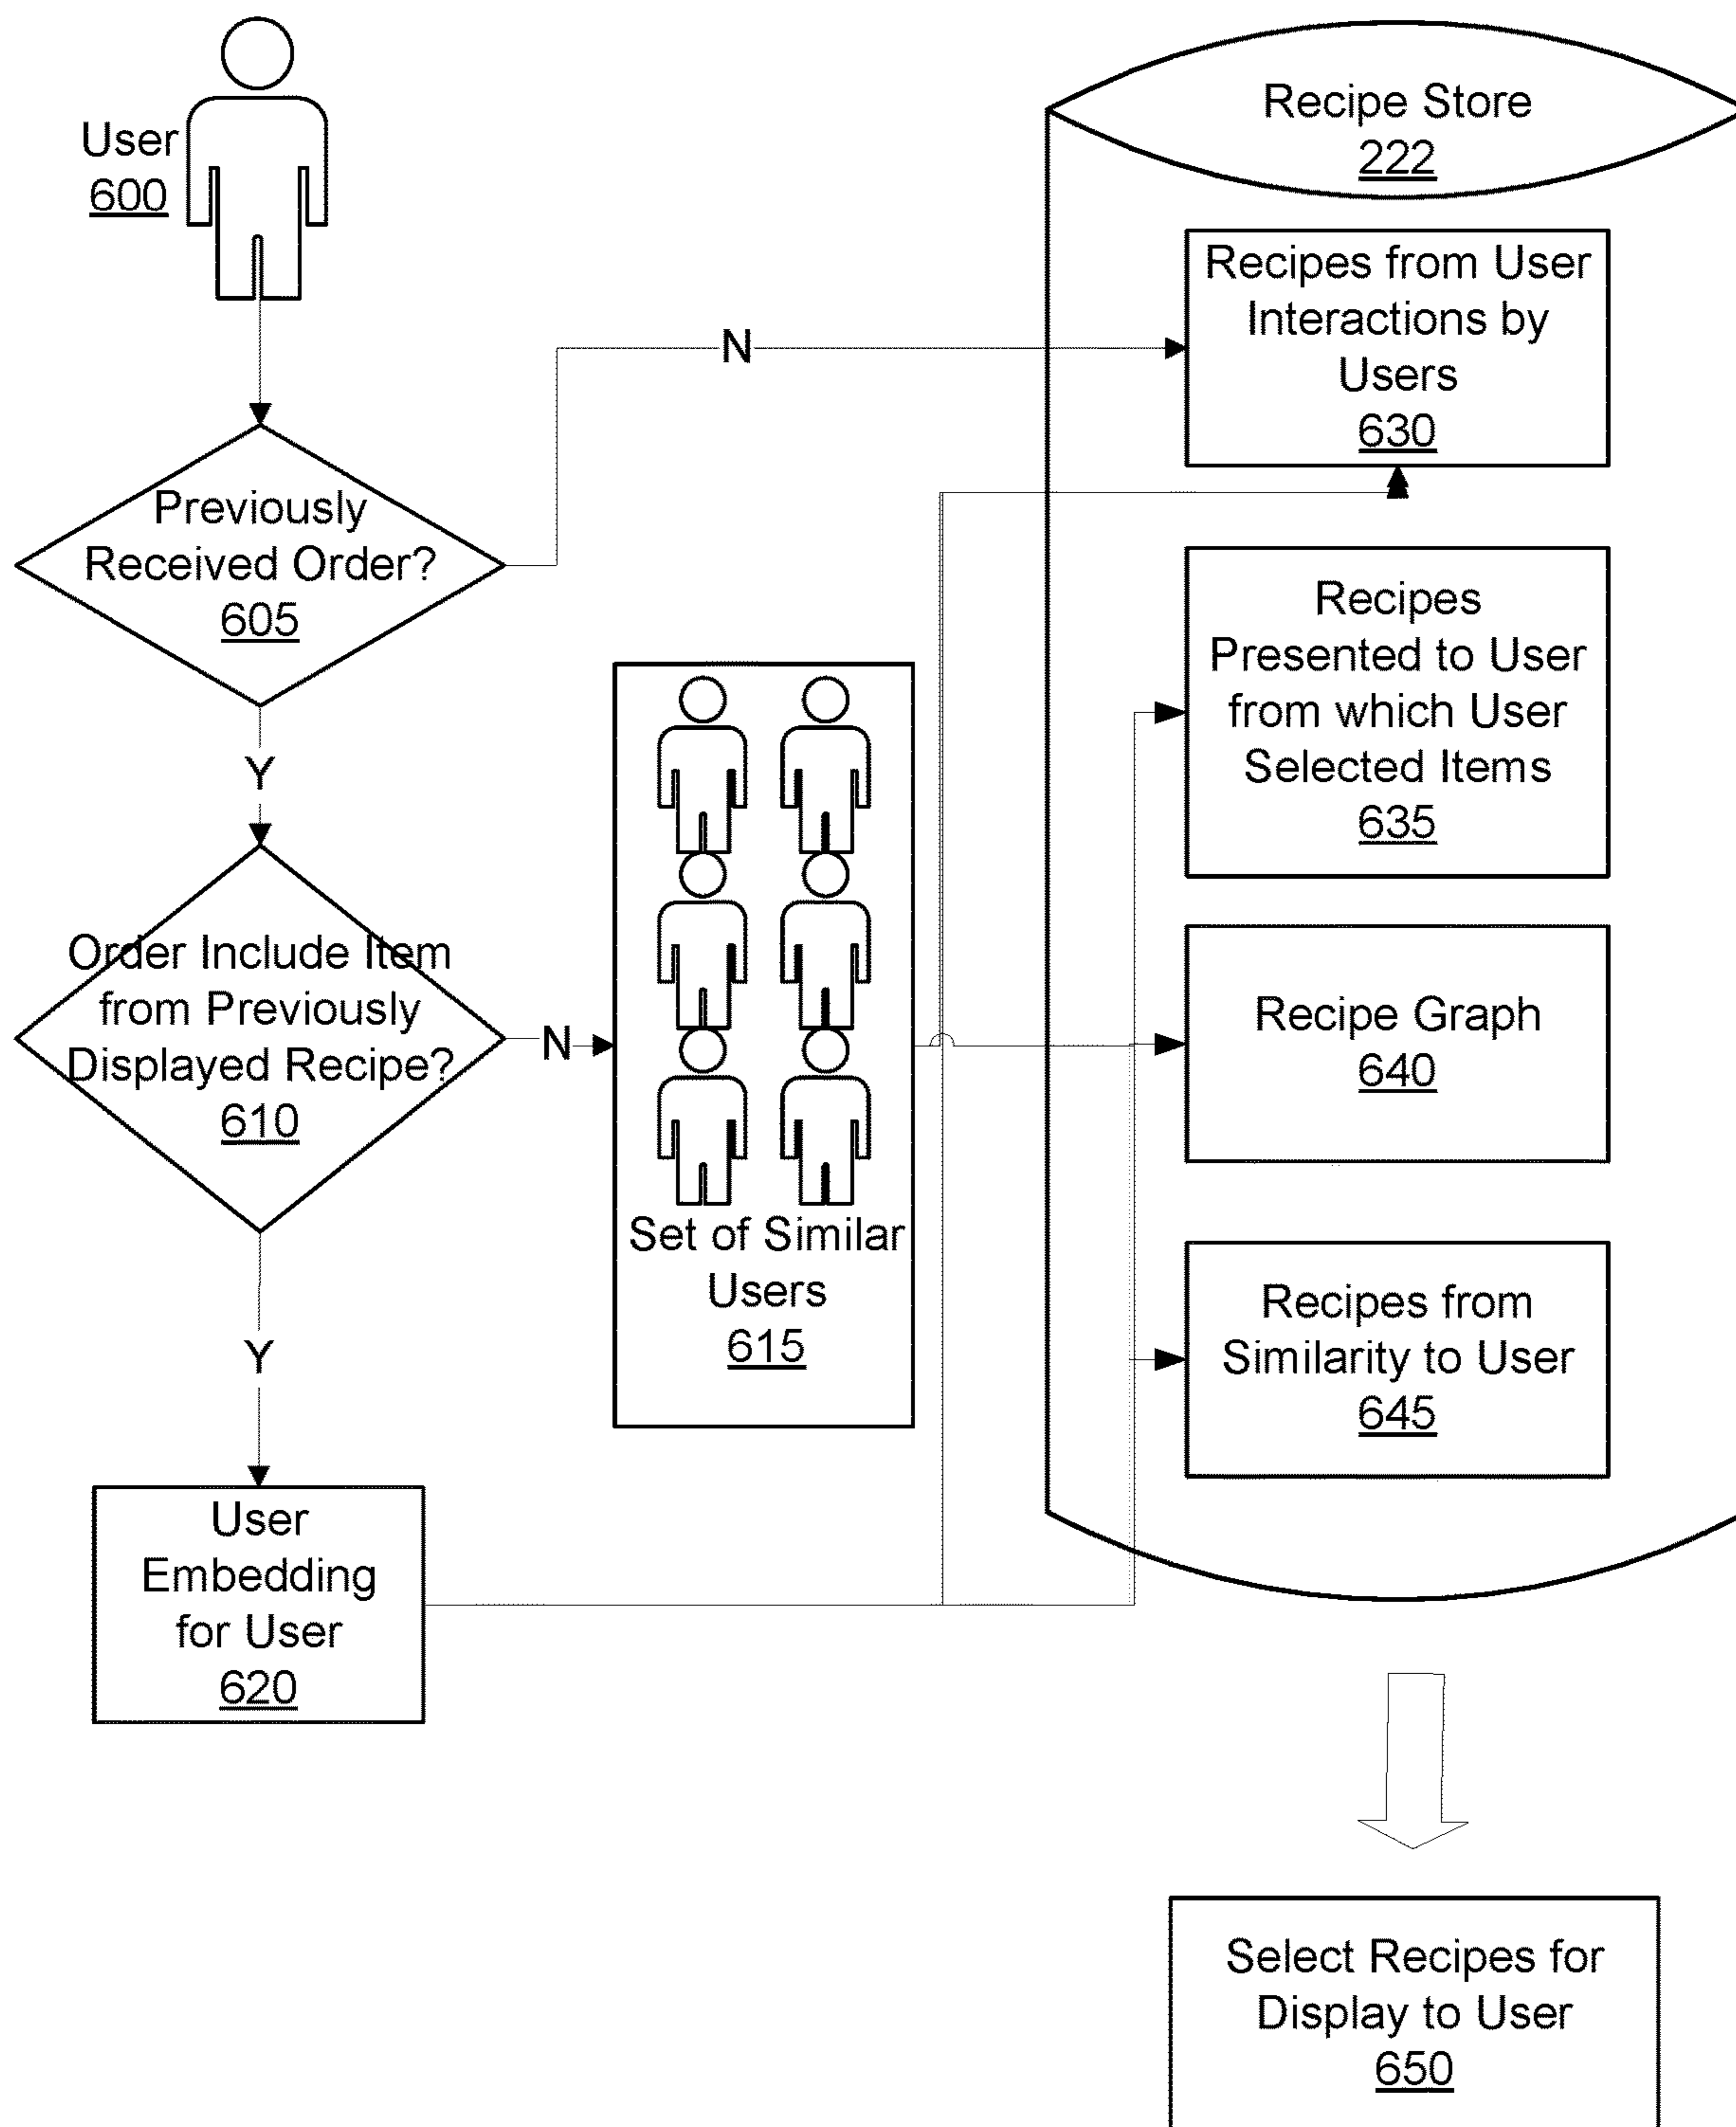 User
600
Previously
Received Order?
605
Y
N
Order Include Item
from Previously
Displayed Recipe?
610
N
Y
Set of Similar
Users
615
User
Embedding
for User
620
Recipe Store
222
Recipes from User
Interactions by
Users
630
Recipes
Presented to User
from which User
Selected Items
635
Recipe Graph
640
Recipes from
Similarity to User
645
Select Recipes for
Display to User
650